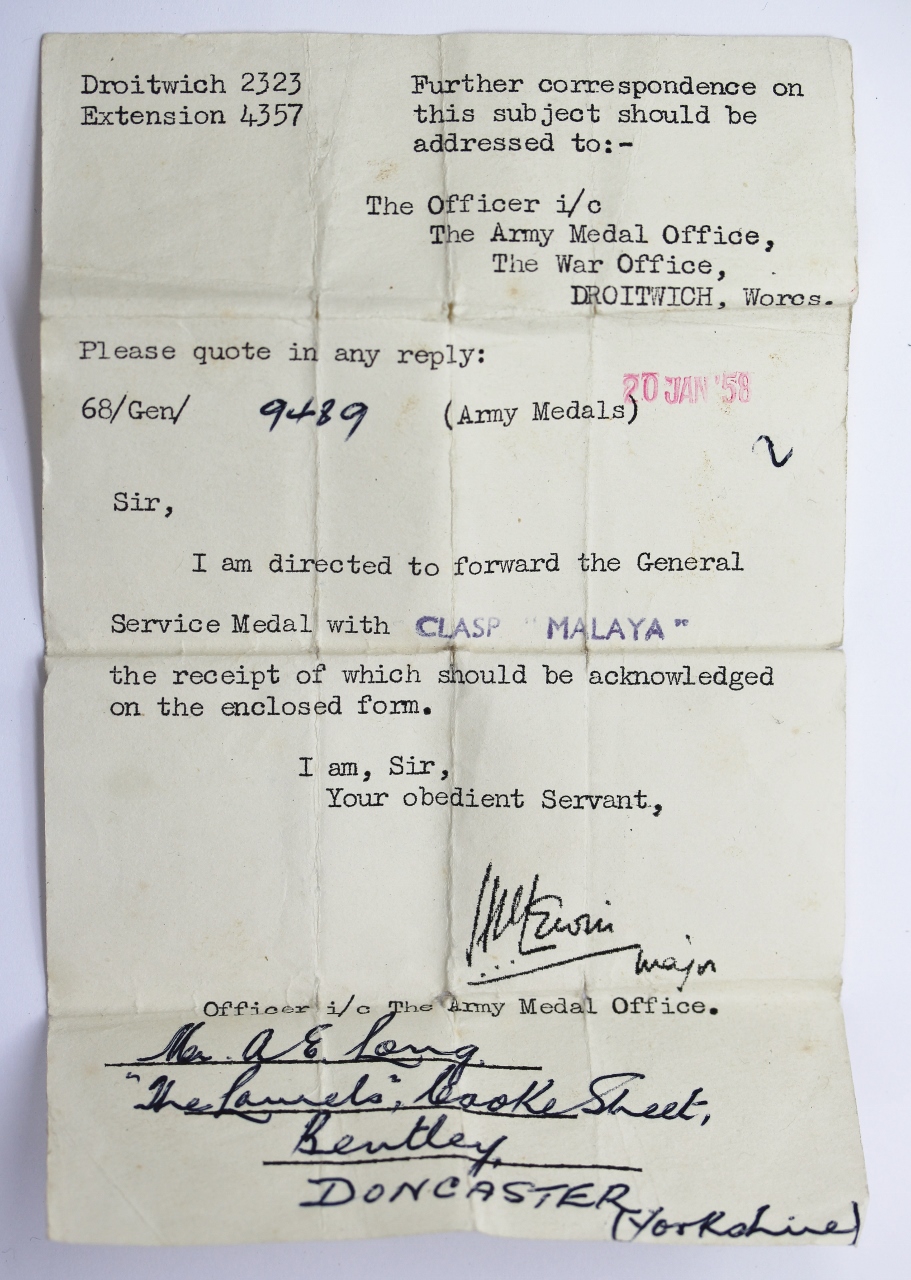 Droitwich 2323
Extension 4357
Further correspondence on
this subject should be
addressed to:-
The Officer i/c
The Army Medal Office,
The War Office,
DROITWICH, Worcs.
Please quote in any reply:
20 JAN '58
68/Gen/ 9489 (Army Medals)
2
Sir,
I am directed to forward the General
Service Medal with CLASP "MALAYA"
the receipt of which should be acknowledged
on the enclosed form.
I am, Sir,
Your obedient Servant,
Major
Officer i/c The Army Medal Office.
Mr. A E. Long.
"The Laurels", Cooke Street,
Bentley,
DONCASTER
(Yorkshire)